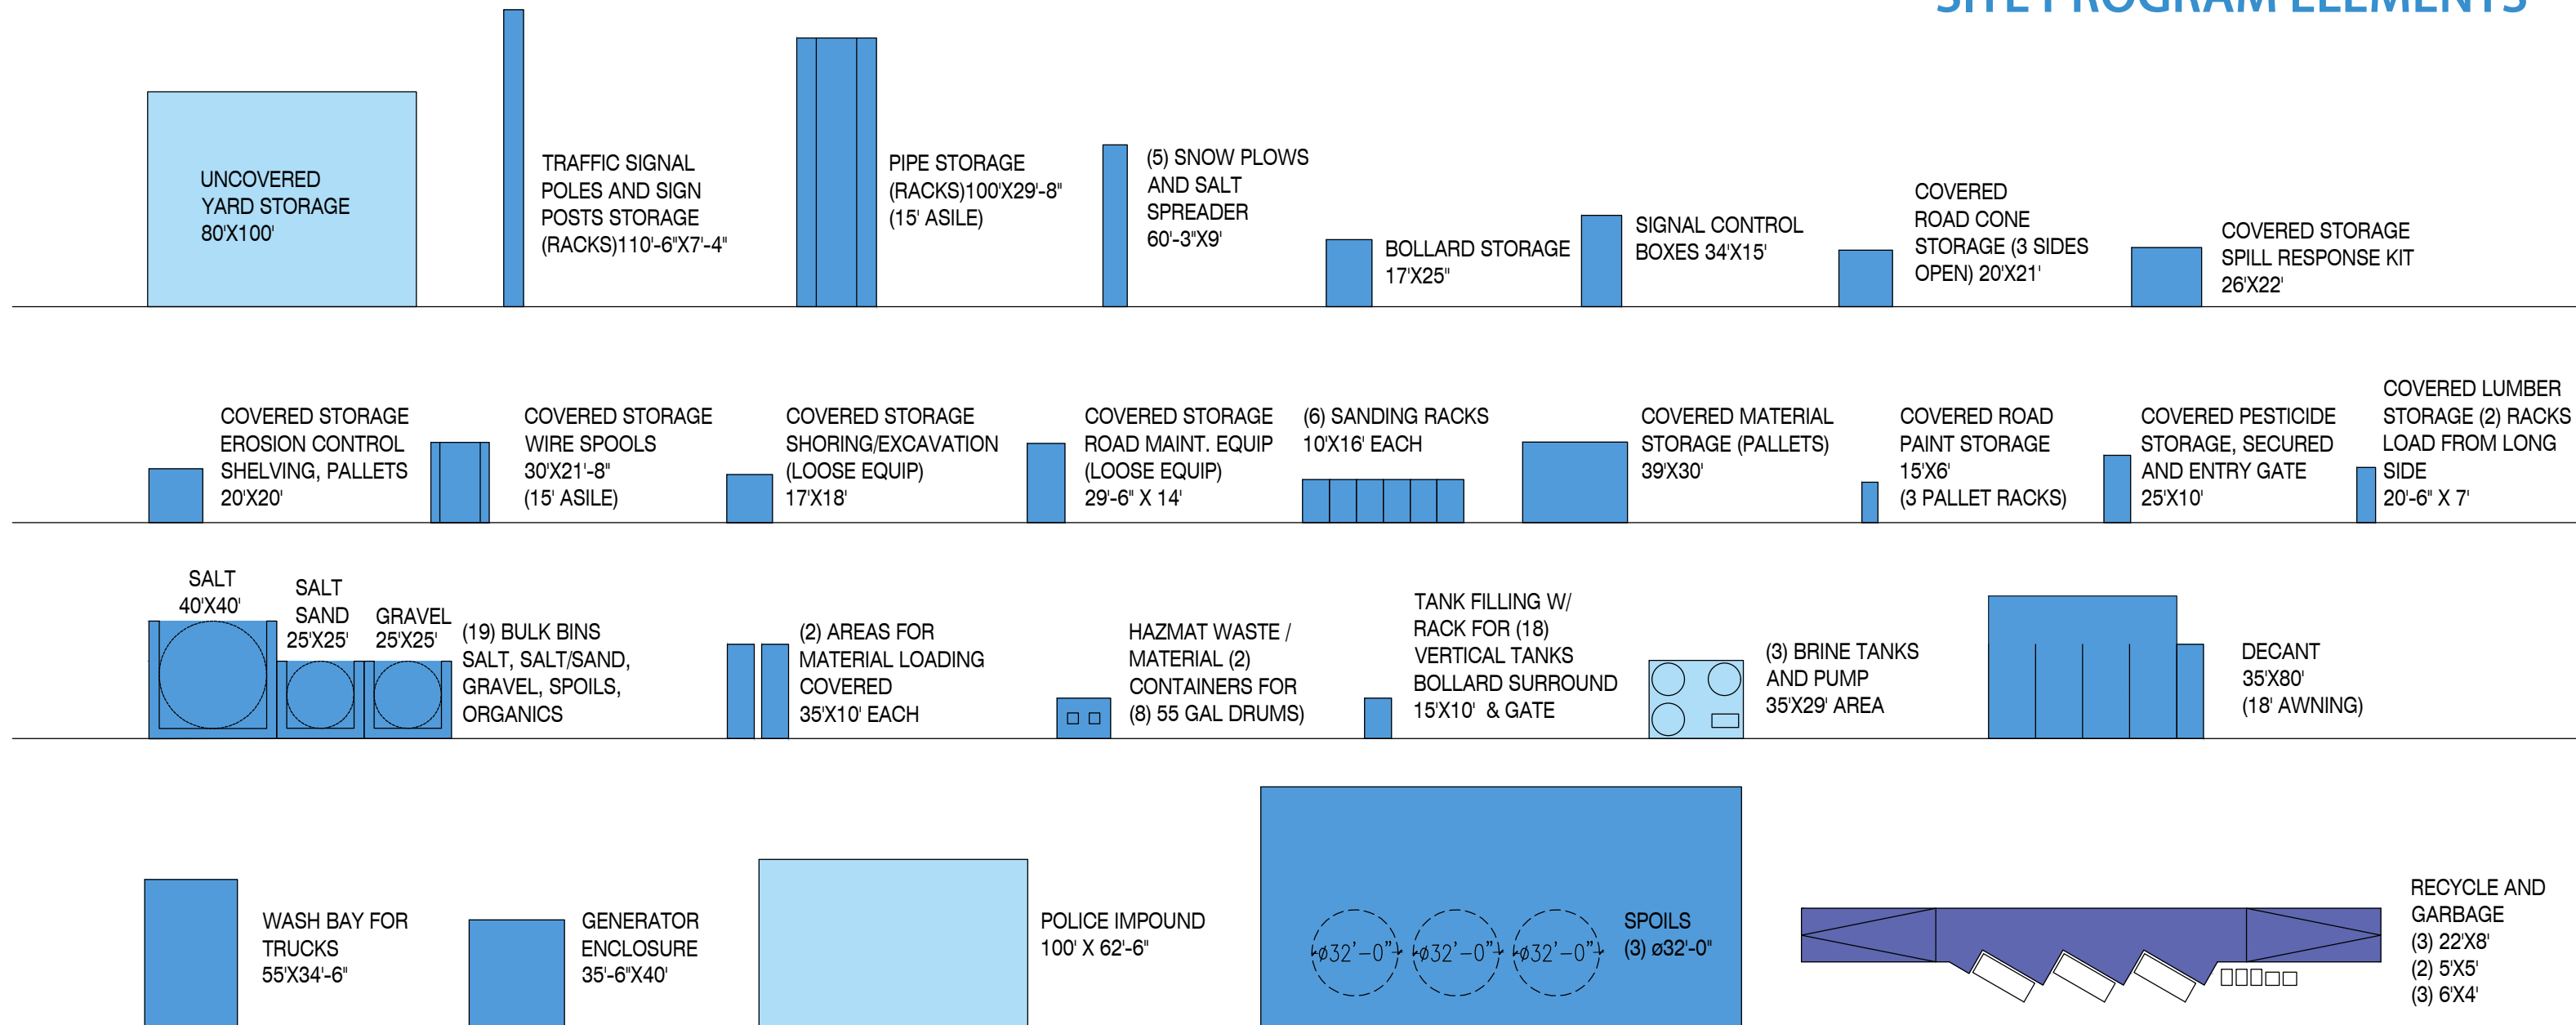 SITE PROGRAM ELEMENTS
UNCOVERED
YARD STORAGE
80'X100'
TRAFFIC SIGNAL
POLES AND SIGN
POSTS STORAGE
(RACKS)110'-6"X7'-4"
PIPE STORAGE
(RACKS)100'X29'-8"
(15' ASILE)
(5) SNOW PLOWS
AND SALT
SPREADER
60'-3"X9'
BOLLARD STORAGE
17'X25"
SIGNAL CONTROL
BOXES 34'X15'
COVERED
ROAD CONE
STORAGE (3 SIDES
OPEN) 20'X21'
COVERED STORAGE
SPILL RESPONSE KIT
26'X22'
COVERED STORAGE
EROSION CONTROL
SHELVING, PALLETS
20'X20'
COVERED STORAGE
WIRE SPOOLS
30'X21'-8"
(15' ASILE)
COVERED STORAGE
SHORING/EXCAVATION
(LOOSE EQUIP)
17'X18'
COVERED STORAGE
ROAD MAINT. EQUIP
(LOOSE EQUIP)
29'-6" X 14'
(6) SANDING RACKS
10'X16' EACH
COVERED MATERIAL
STORAGE (PALLETS)
39'X30'
COVERED ROAD
PAINT STORAGE
15'X6'
(3 PALLET RACKS)
COVERED PESTICIDE
STORAGE, SECURED
AND ENTRY GATE
25'X10'
COVERED LUMBER
STORAGE (2) RACKS
LOAD FROM LONG
SIDE
20'-6" X 7'
SALT
40'X40'
SALT
SAND
25'X25'
GRAVEL
25'X25'
(19) BULK BINS
SALT, SALT/SAND,
GRAVEL, SPOILS,
ORGANICS
(2) AREAS FOR
MATERIAL LOADING
COVERED
35'X10' EACH
HAZMAT WASTE /
MATERIAL (2)
CONTAINERS FOR
(8) 55 GAL DRUMS)
TANK FILLING W/
RACK FOR (18)
VERTICAL TANKS
BOLLARD SURROUND
15'X10' & GATE
(3) BRINE TANKS
AND PUMP
35'X29' AREA
DECANT
35'X80'
(18' AWNING)
WASH BAY FOR
TRUCKS
55'X34'-6"
GENERATOR
ENCLOSURE
35'-6"X40'
POLICE IMPOUND
100' X 62'-6"
ø32'-0" ø32'-0" ø32'-0"
SPOILS
(3) ø32'-0"
RECYCLE AND
GARBAGE
(3) 22'X8'
(2) 5'X5'
(3) 6'X4'